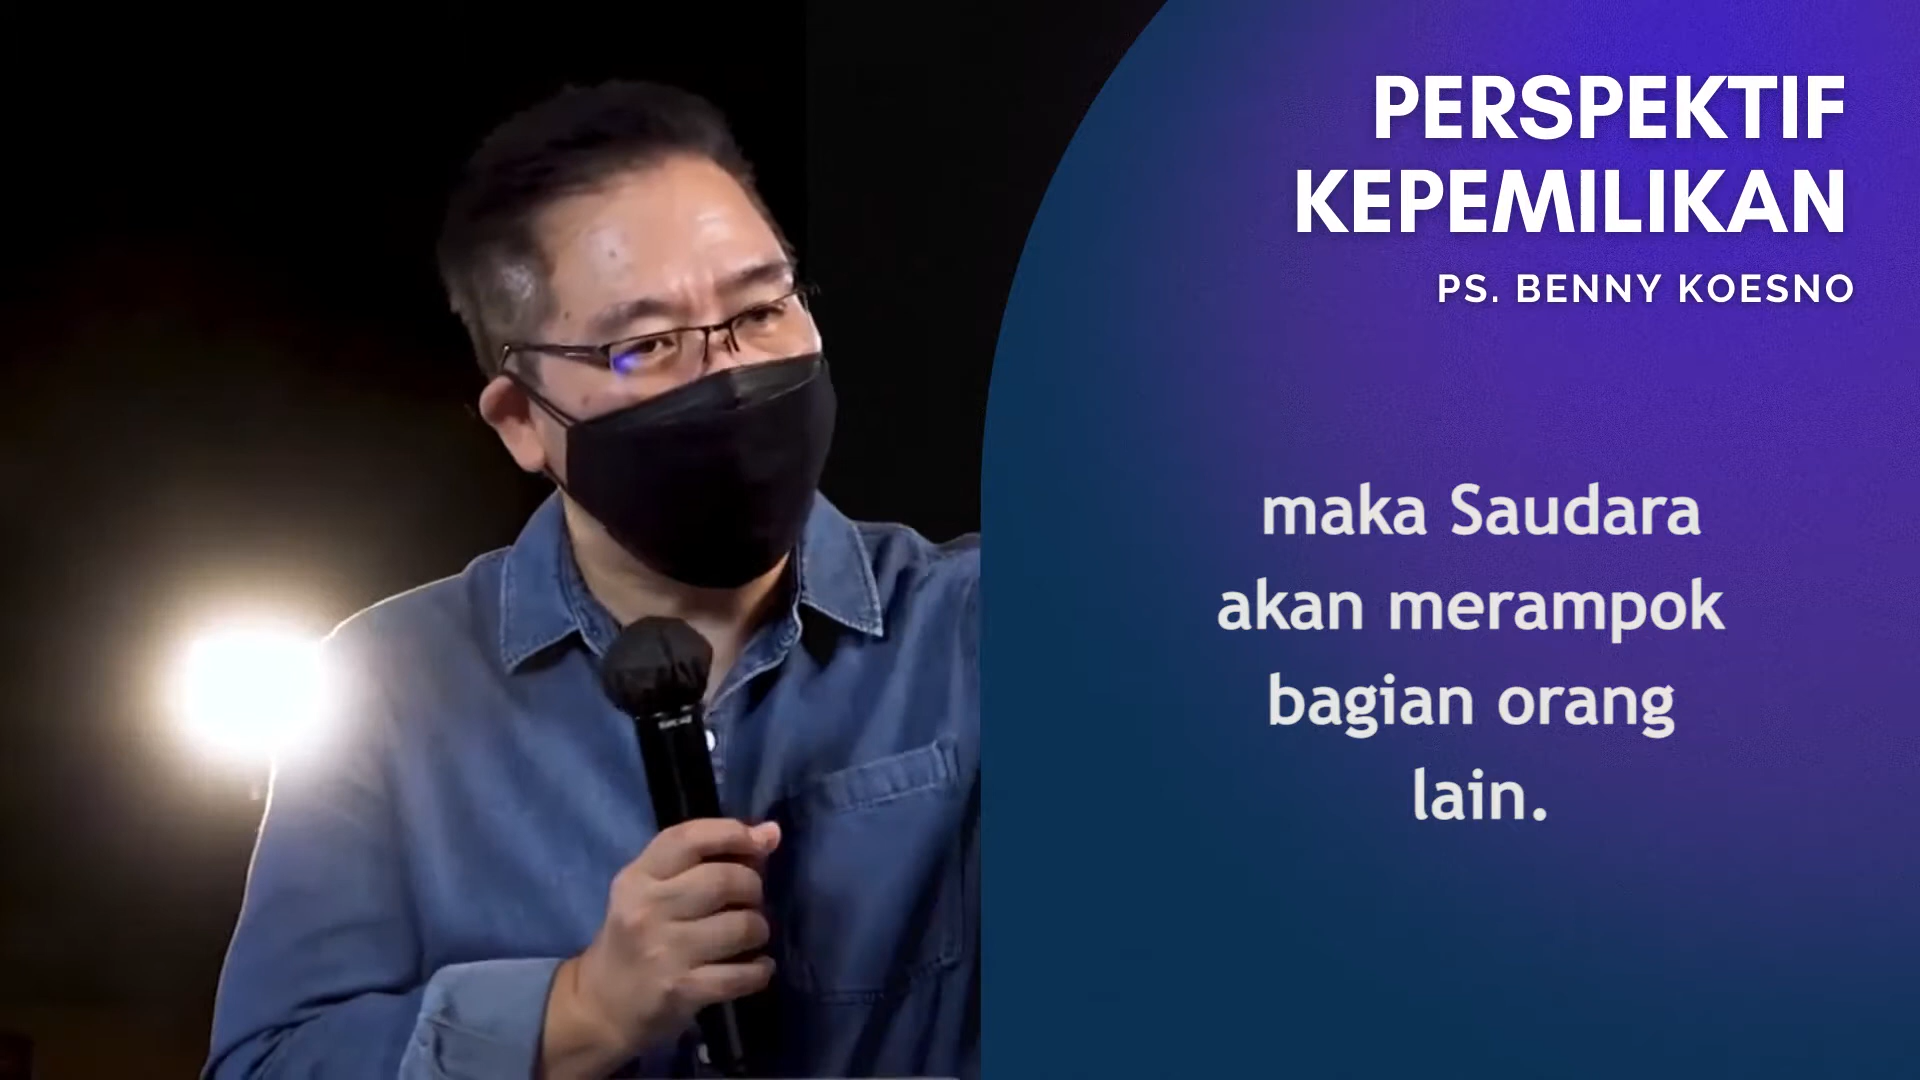 PERSPEKTIF
KEPEMILIKAN
PS. BENNY KOESNO
maka Saudara
akan merampok
bagian orang
lain.